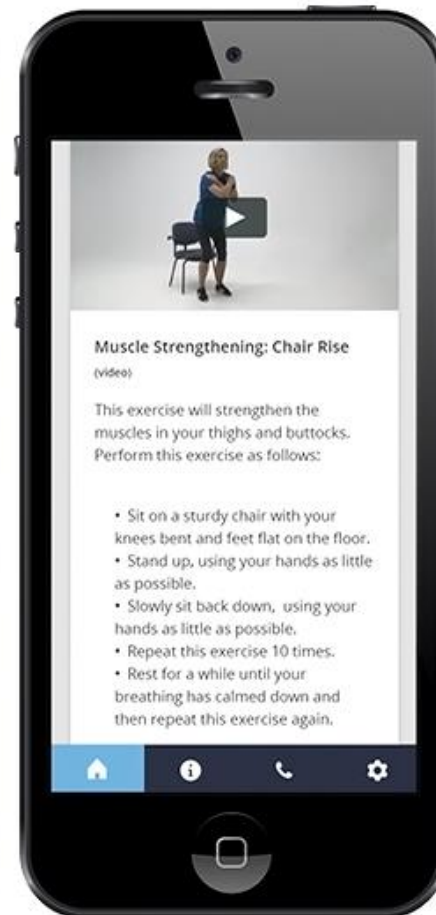 Muscle Strengthening: Chair Rise
(video)
This exercise will strengthen the
muscles in your thighs and buttocks.
Perform this exercise as follows:
• Sit on a sturdy chair with your
knees bent and feet flat on the floor.
• Stand up, using your hands as little
as possible.
• Slowly sit back down,  using your
hands as little as possible.
• Repeat this exercise 10 times.
• Rest for a while until your
breathing has calmed down and
then repeat this exercise again.